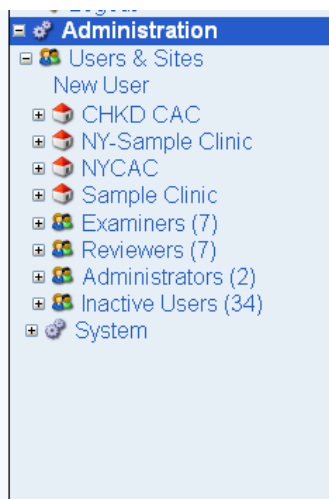 Logout
Administration
Users & Sites
New User
CHKD CAC
NY-Sample Clinic
NYCAC
Sample Clinic
Examiners (7)
Reviewers (7)
Administrators (2)
Inactive Users (34)
System